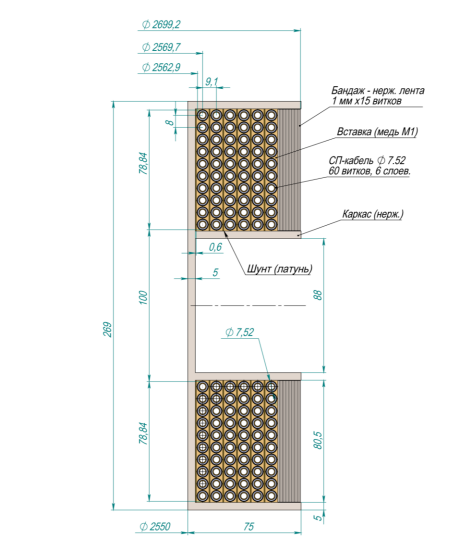 ∅ 2699,2
∅ 2569,7
∅ 2562,9
9,1
8
Бандаж - нерж. лента
1 мм x15 витков
Вставка (медь М1)
СП-кабель ∅ 7.52
60 витков, 6 слоев.
Каркас (нерж.)
78,84
0,6
Шунт (латунь)
5
100
88
269
∅ 7,52
78,84
80,5
5
∅ 2550
75